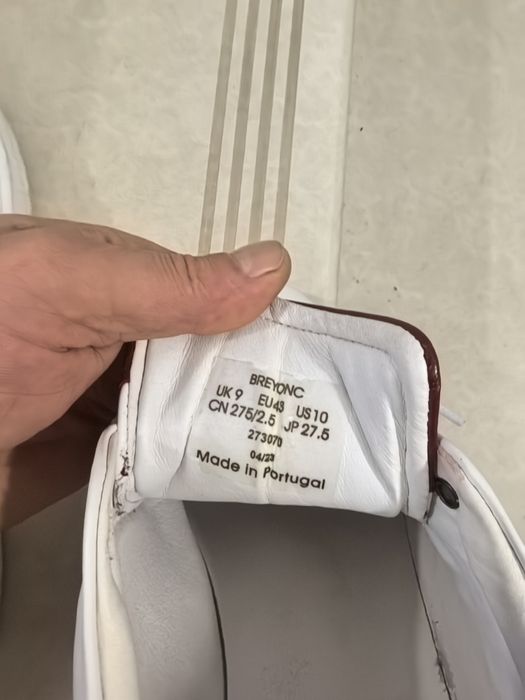 BREYONC
UK 9 EU 43 US 10
CN 275/2.5 JP 27.5
273070
04/23
Made in Portugal